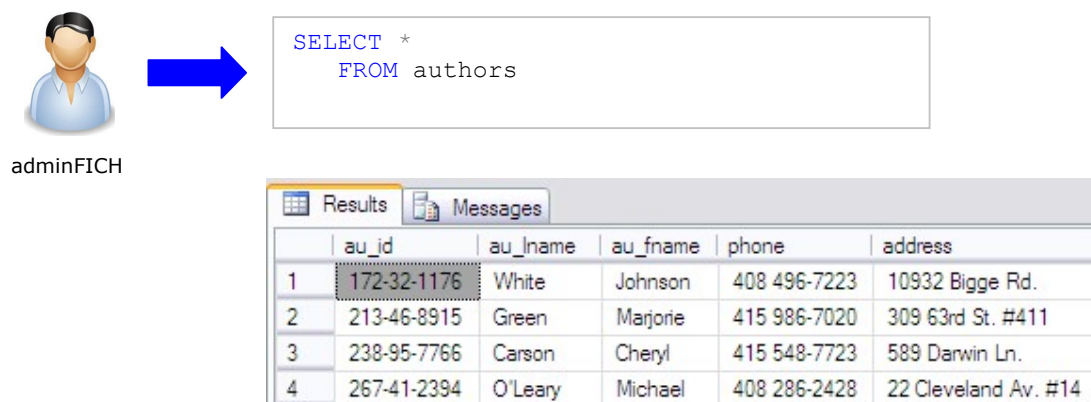 SELECT *
FROM authors
adminFICH
Results Messages
au_id au_lname au_fname phone address
1 172-32-1176 White Johnson 408 496-7223 10932 Bigge Rd.
2 213-46-8915 Green Marjorie 415 986-7020 309 63rd St. #411
3 238-95-7766 Carson Cheryl 415 548-7723 589 Darwin Ln.
4 267-41-2394 O'Leary Michael 408 286-2428 22 Cleveland Av. #14